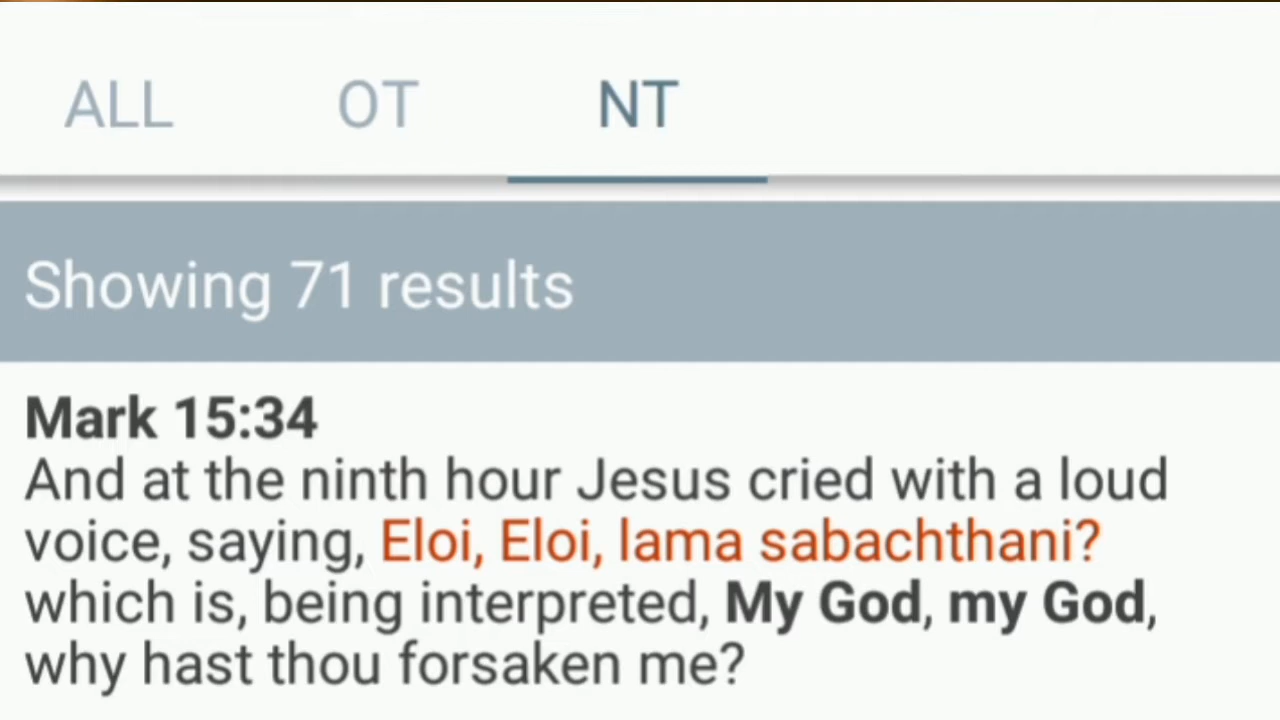 ALL OT NT
Showing 71 results
Mark 15:34
And at the ninth hour Jesus cried with a loud
voice, saying, Eloi, Eloi, lama sabachthani?
which is, being interpreted, My God, my God,
why hast thou forsaken me?